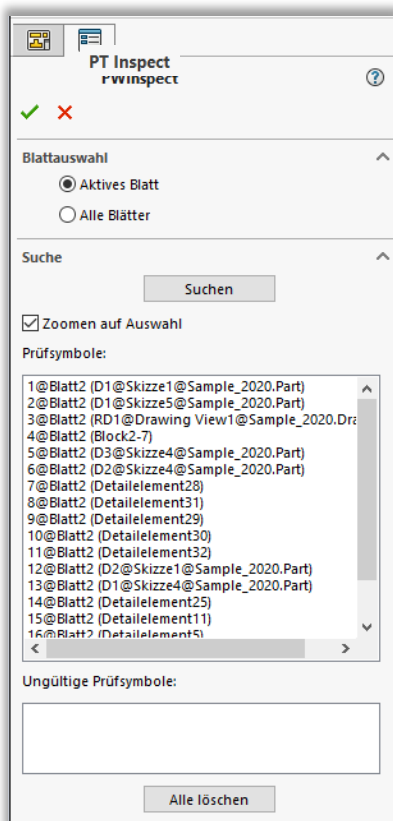 PT Inspect
PWInspect
Blattauswahl
Aktives Blatt
Alle Blätter
Suche
Suchen
Zoomen auf Auswahl
Prüfsymbole:
1@Blatt2 (D1@Skizze1@Sample_2020.Part)
2@Blatt2 (D1@Skizze5@Sample_2020.Part)
3@Blatt2 (RD1@Drawing View1@Sample_2020.Dra
4@Blatt2 (Block2-7)
5@Blatt2 (D3@Skizze4@Sample_2020.Part)
6@Blatt2 (D2@Skizze4@Sample_2020.Part)
7@Blatt2 (Detailelement28)
8@Blatt2 (Detailelement31)
9@Blatt2 (Detailelement29)
10@Blatt2 (Detailelement30)
11@Blatt2 (Detailelement32)
12@Blatt2 (D2@Skizze1@Sample_2020.Part)
13@Blatt2 (D1@Skizze4@Sample_2020.Part)
14@Blatt2 (Detailelement25)
15@Blatt2 (Detailelement11)
16@Blatt2 (Detailelement5)
Ungültige Prüfsymbole:
Alle löschen